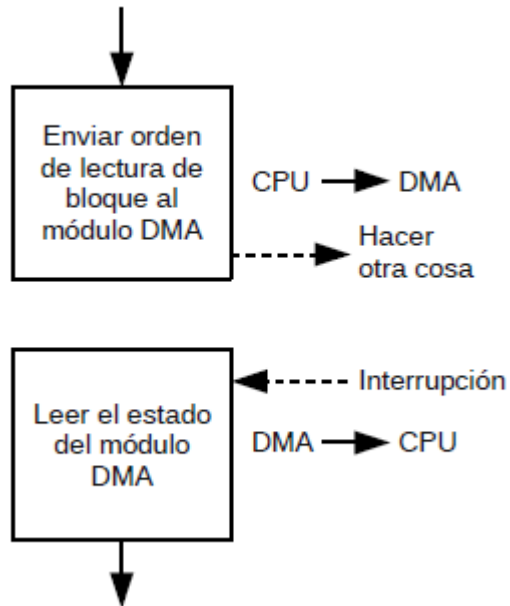 Enviar orden
de lectura de
bloque al
módulo DMA
CPU DMA
Hacer
otra cosa
Leer el estado
del módulo
DMA
Interrupción
DMA CPU